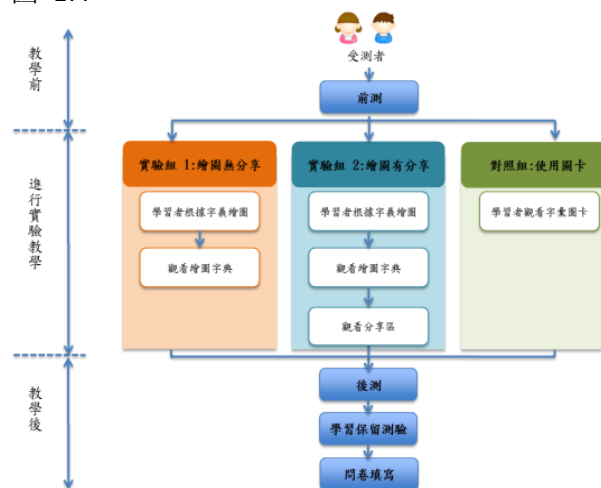 教學前
受測者
前測
進行實驗教學
實驗組 1:繪圖無分享
學習者根據字義繪圖
觀看繪圖字典
實驗組 2:繪圖有分享
學習者根據字義繪圖
觀看繪圖字典
觀看分享區
對照組:使用圖卡
學習者觀看字彙圖卡
教學後
後測
學習保留測驗
問卷填寫